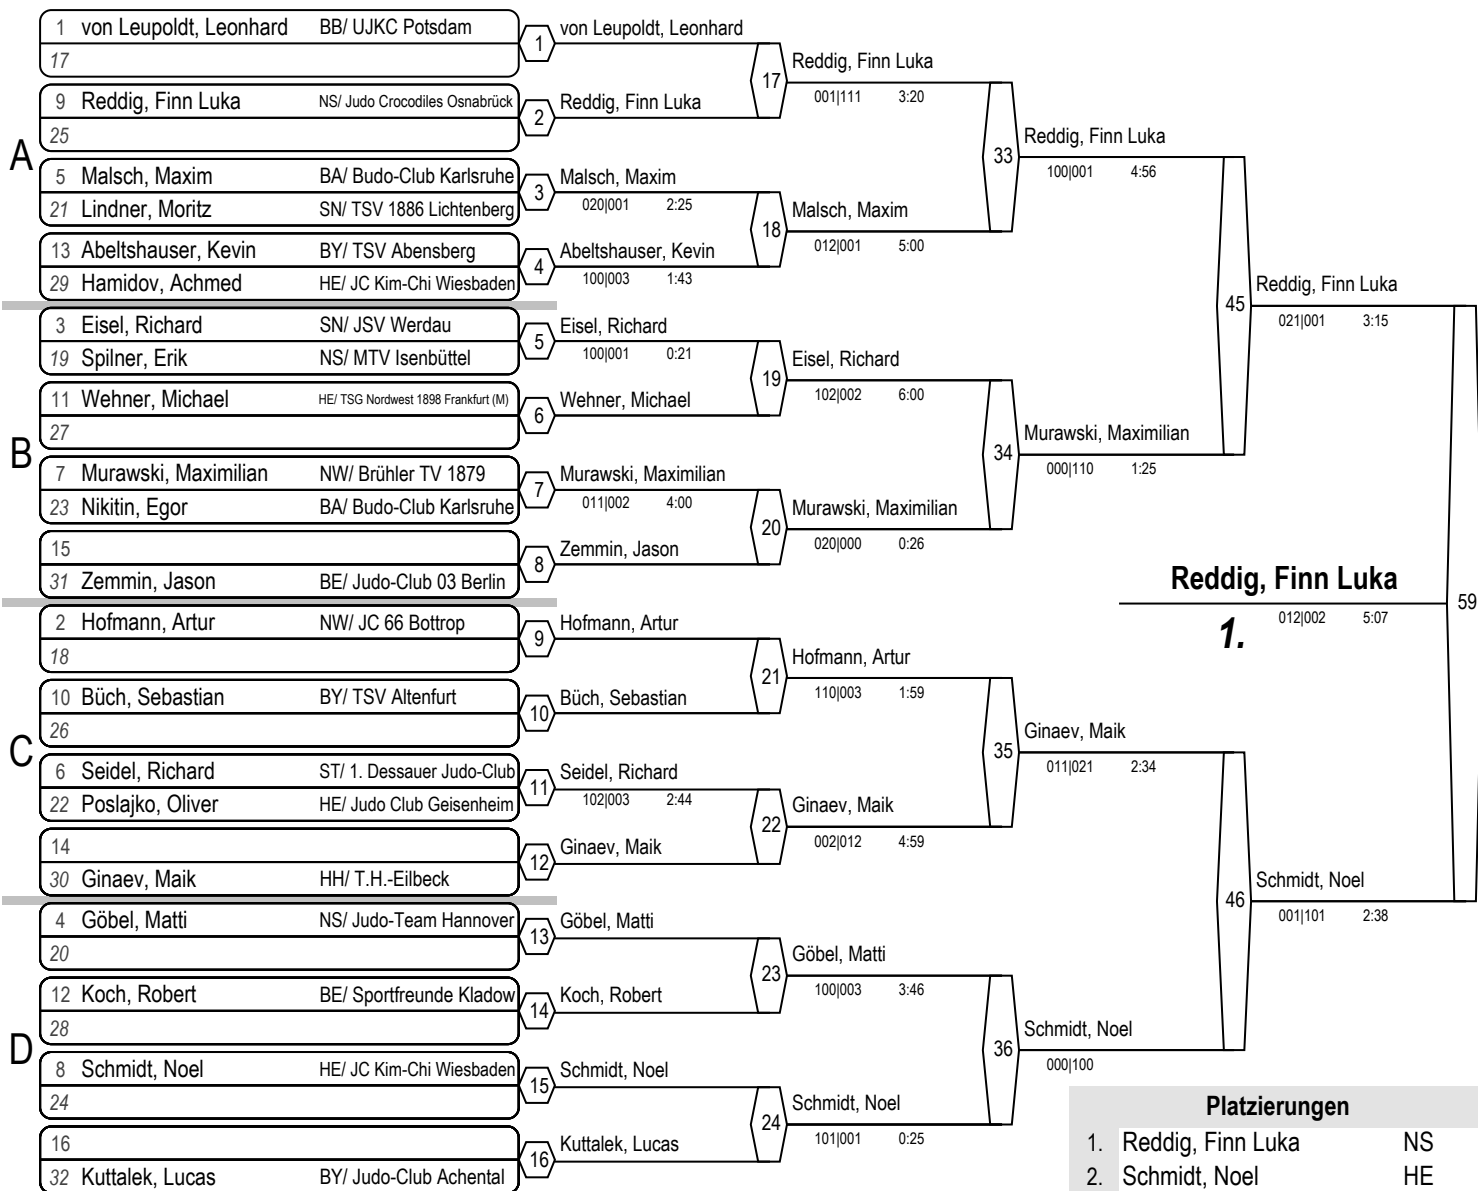 A
1 von Leupoldt, Leonhard BB/ UJKC Potsdam
17
9 Reddig, Finn Luka NS/ Judo Crocodiles Osnabrück
25
5 Malsch, Maxim BA/ Budo-Club Karlsruhe
21 Lindner, Moritz SN/ TSV 1886 Lichtenberg
13 Abeltshauser, Kevin BY/ TSV Abensberg
29 Hamidov, Achmed HE/ JC Kim-Chi Wiesbaden
B
3 Eisel, Richard SN/ JSV Werdau
19 Spilner, Erik NS/ MTV Isenbüttel
11 Wehner, Michael HE/ TSG Nordwest 1898 Frankfurt (M)
27
7 Murawski, Maximilian NW/ Brühler TV 1879
23 Nikitin, Egor BA/ Budo-Club Karlsruhe
15
31 Zemmin, Jason BE/ Judo-Club 03 Berlin
C
2 Hofmann, Artur NW/ JC 66 Bottrop
18
10 Büch, Sebastian BY/ TSV Altenfurt
26
6 Seidel, Richard ST/ 1. Dessauer Judo-Club
22 Poslajko, Oliver HE/ Judo Club Geisenheim
14
30 Ginaev, Maik HH/ T.H.-Eilbeck
D
4 Göbel, Matti NS/ Judo-Team Hannover
20
12 Koch, Robert BE/ Sportfreunde Kladow
28
8 Schmidt, Noel HE/ JC Kim-Chi Wiesbaden
24
16
32 Kuttalek, Lucas BY/ Judo-Club Achental
1 von Leupoldt, Leonhard
2 Reddig, Finn Luka
3 Malsch, Maxim
020|001 2:25
4 Abeltshauser, Kevin
100|003 1:43
5 Eisel, Richard
100|001 0:21
6 Wehner, Michael
7 Murawski, Maximilian
011|002 4:00
8 Zemmin, Jason
9 Hofmann, Artur
10 Büch, Sebastian
11 Seidel, Richard
102|003 2:44
12 Ginaev, Maik
13 Göbel, Matti
14 Koch, Robert
15 Schmidt, Noel
16 Kuttalek, Lucas
17 Reddig, Finn Luka
001|111 3:20
18 Malsch, Maxim
012|001 5:00
19 Eisel, Richard
102|002 6:00
20 Murawski, Maximilian
020|000 0:26
21 Hofmann, Artur
110|003 1:59
22 Ginaev, Maik
002|012 4:59
23 Göbel, Matti
100|003 3:46
24 Schmidt, Noel
101|001 0:25
33 Reddig, Finn Luka
100|001 4:56
34 Murawski, Maximilian
000|110 1:25
35 Ginaev, Maik
011|021 2:34
36 Schmidt, Noel
000|100
45 Reddig, Finn Luka
021|001 3:15
46 Schmidt, Noel
001|101 2:38
59 Reddig, Finn Luka
1. 012|002 5:07
Platzierungen
1. Reddig, Finn Luka NS
2. Schmidt, Noel HE